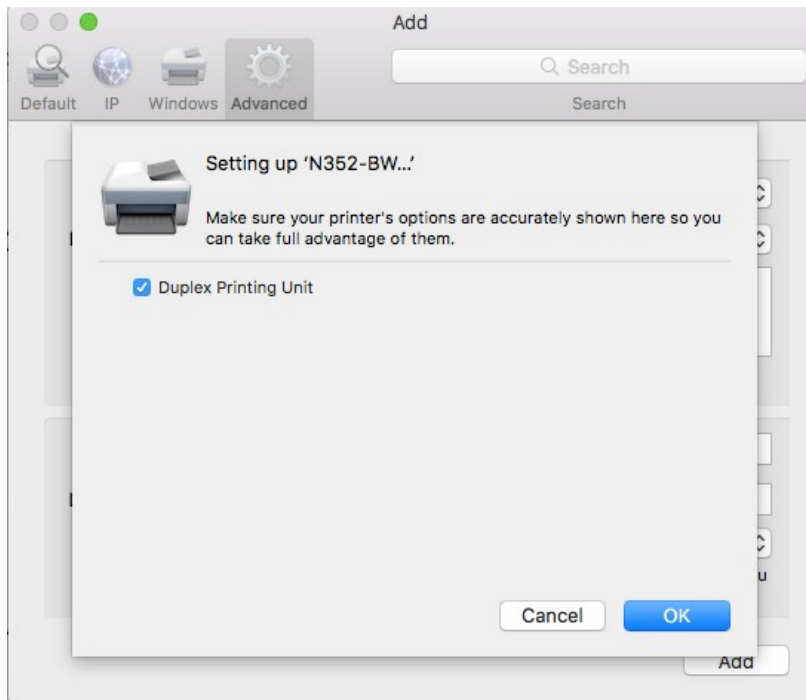 Add
Default IP Windows Advanced
Search
Search
Setting up ‘N352-BW...’
Make sure your printer's options are accurately shown here so you
can take full advantage of them.
Duplex Printing Unit
u
Cancel OK
Add